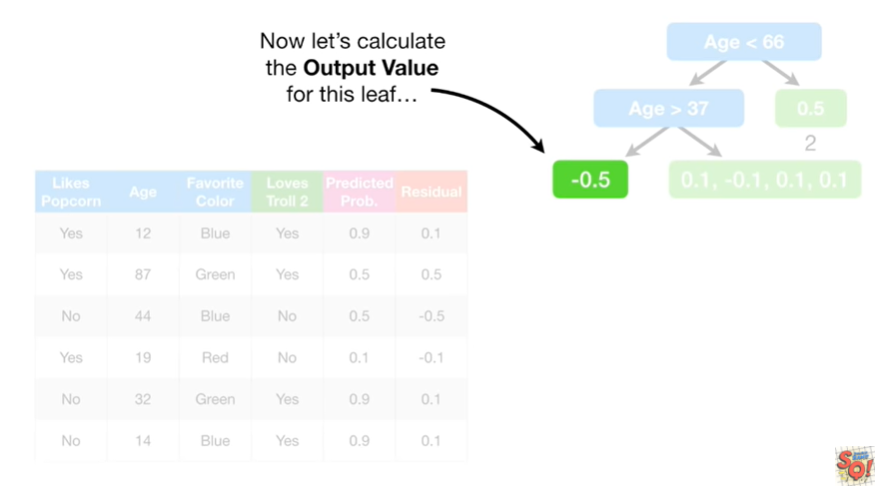 Now let's calculate
the Output Value
for this leaf...
Age < 66
Age > 37
0.5
2
-0.5
0.1, -0.1, 0.1, 0.1
Likes Popcorn Age Favorite Color Loves Troll 2 Predicted Prob. Residual
Yes 12 Blue Yes 0.9 0.1
Yes 87 Green Yes 0.5 0.5
No 44 Blue No 0.5 -0.5
Yes 19 Red No 0.1 -0.1
No 32 Green Yes 0.9 0.1
No 14 Blue Yes 0.9 0.1
SQ!